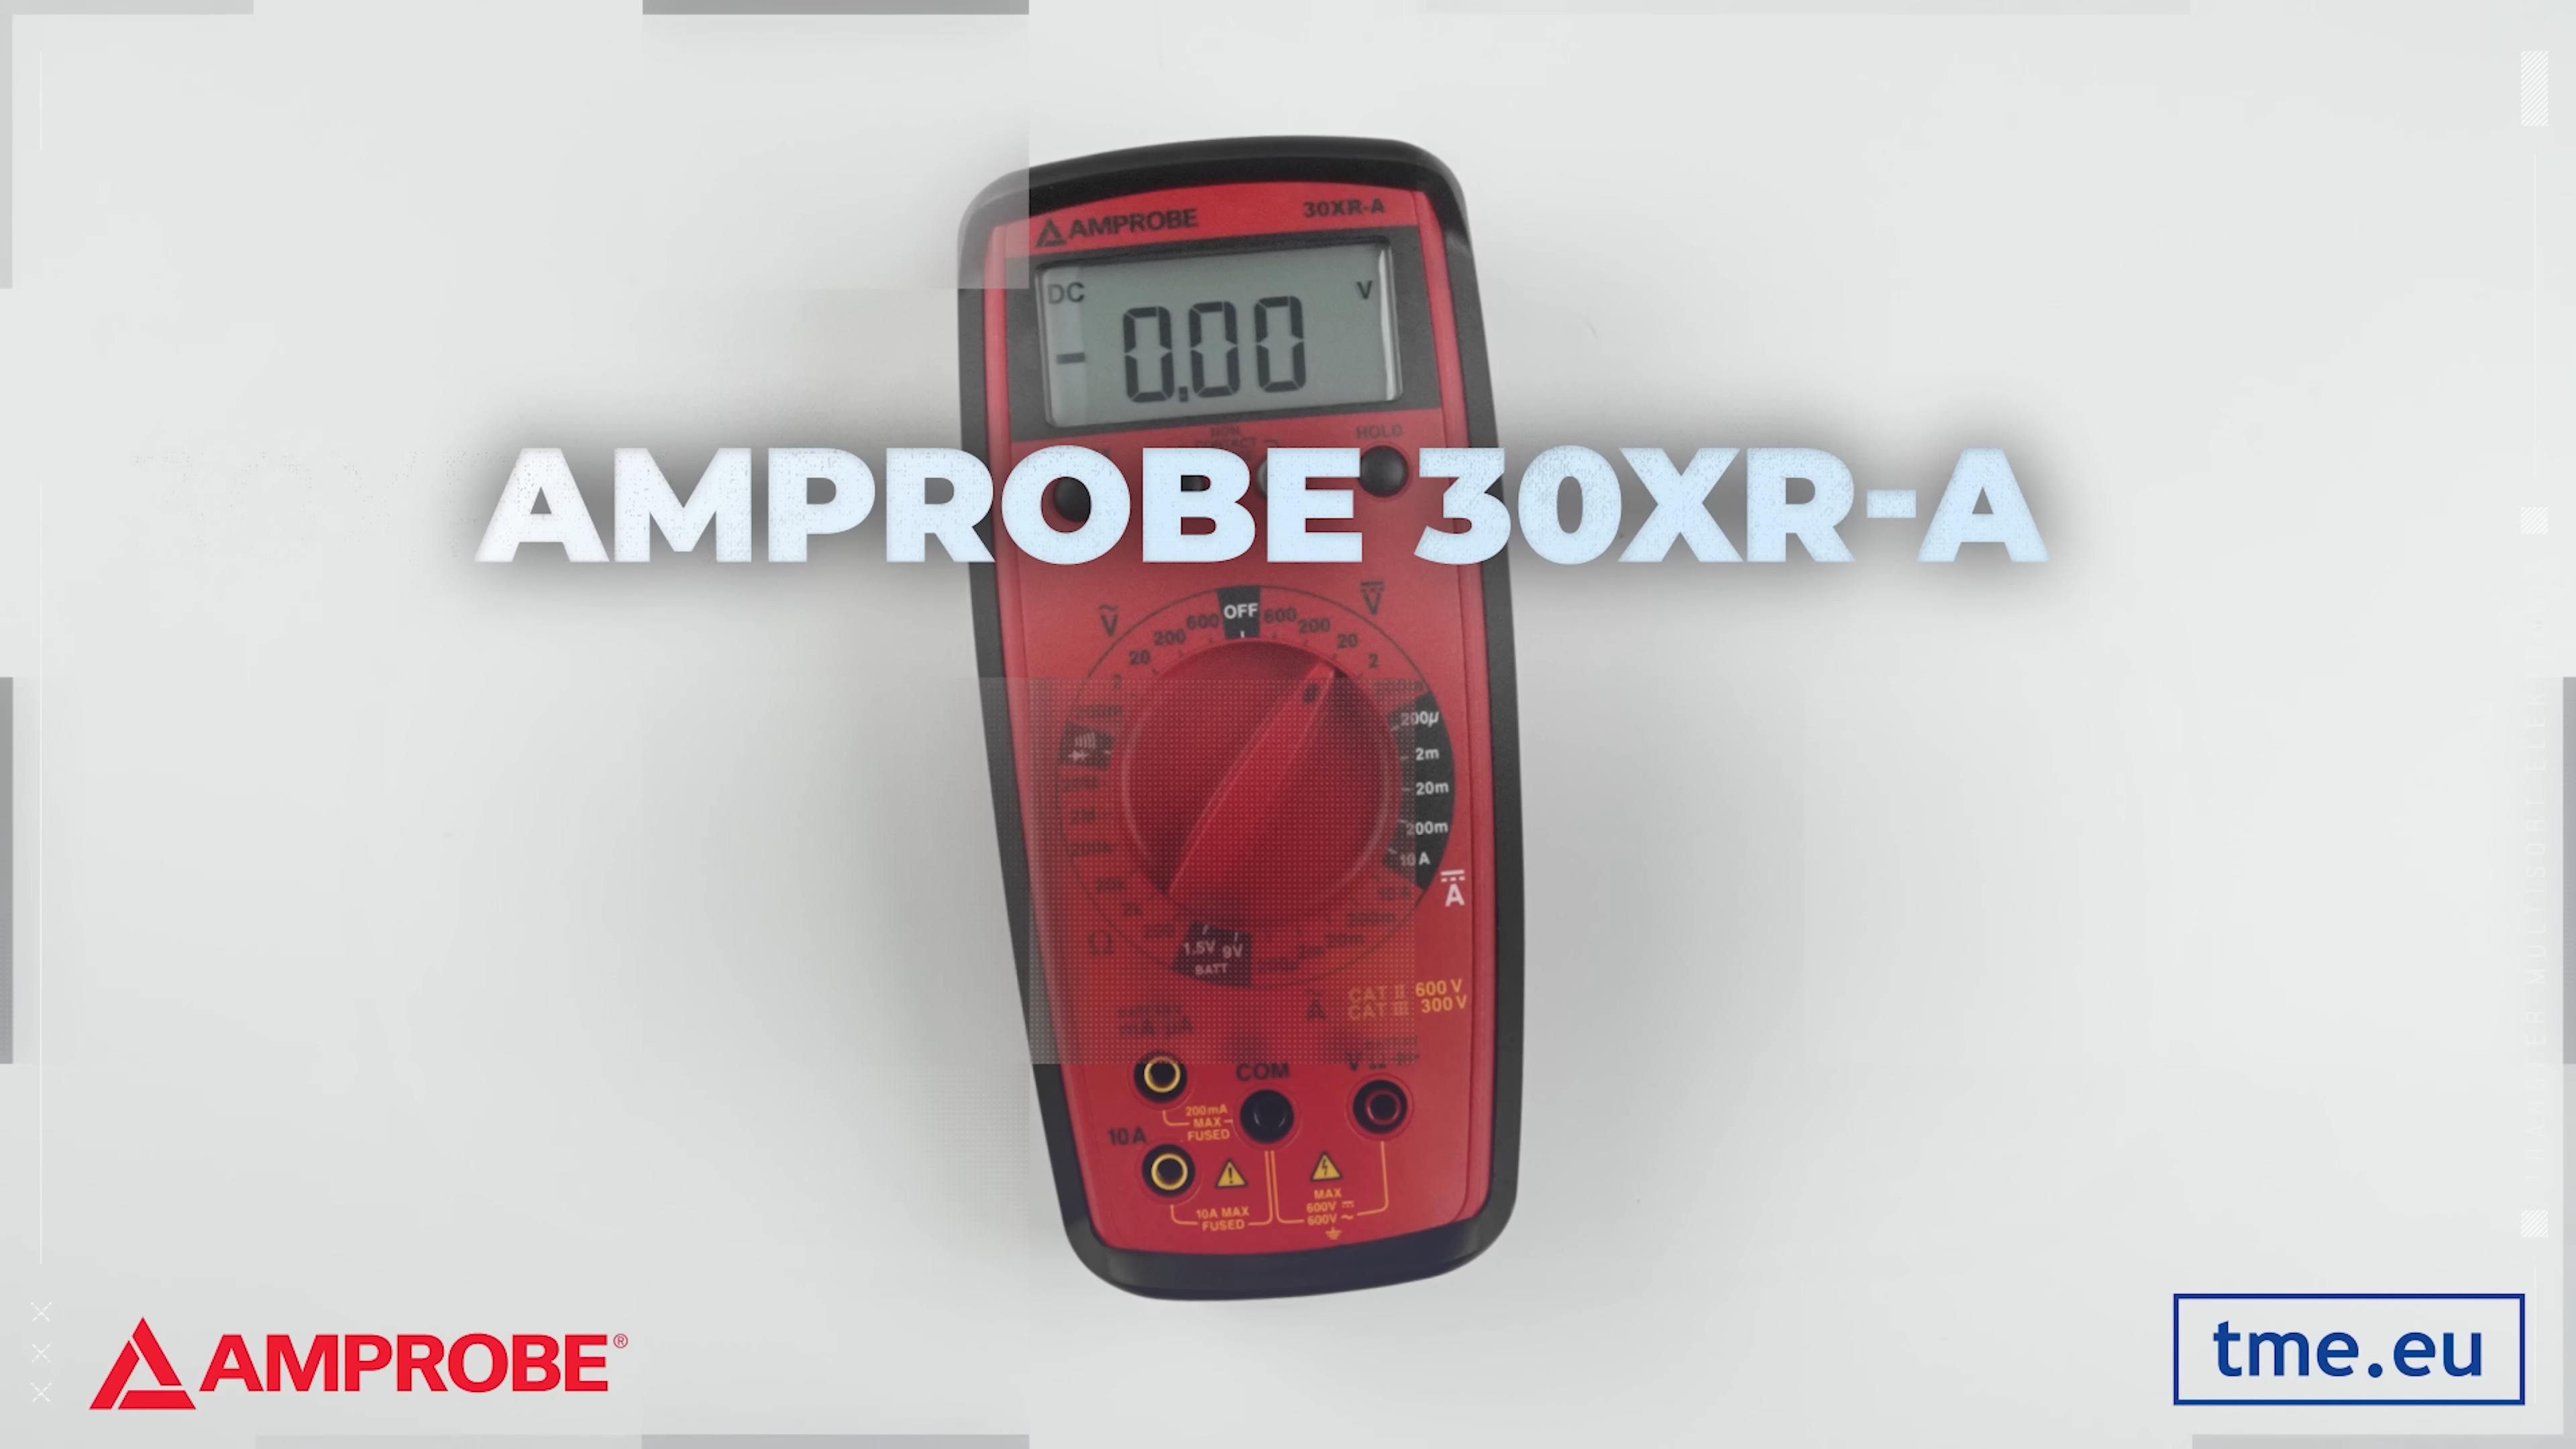 AMPROBE 30XR-A
DC V
- 0.00
HOLD
AMPROBE 30XR-A
OFF
V 600 200 20
600 200 20 2 V
200µ
2m
20m
200m
10A
A
1.5V 9V
BATT
CAT II 600 V
CAT III 300 V
mA µA
A
Ω
COM
V
200mA
MAX
FUSED
10A
10A MAX
FUSED
MAX
600V
600V ~
AMPROBE®
tme.eu